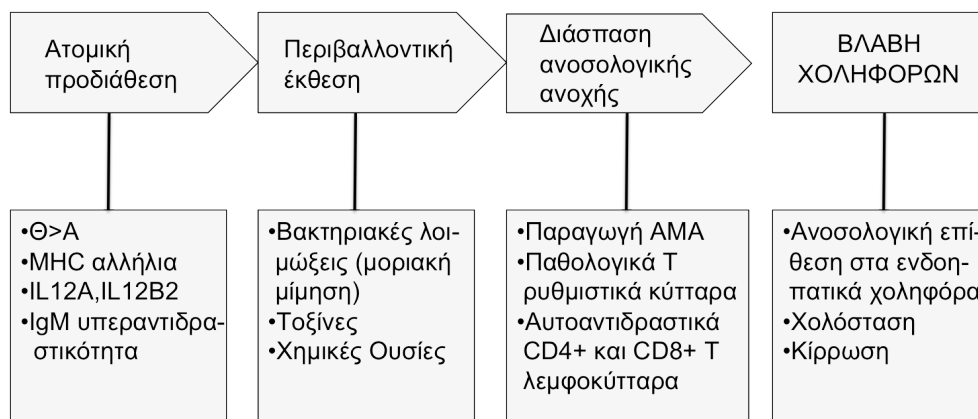 Ατομική
προδιάθεση
Περιβαλλοντική
έκθεση
Διάσπαση
ανοσολογικής
ανοχής
ΒΛΑΒΗ
ΧΟΛΗΦΟΡΩΝ
•Θ>Α
•MHC αλλήλια
•IL12A,IL12B2
•IgM υπεραντιδρα-
στικότητα
•Βακτηριακές λοι-
μώξεις (μοριακή
μίμηση)
•Τοξίνες
•Χημικές Ουσίες
•Παραγωγή ΑΜΑ
•Παθολογικά Τ
ρυθμιστικά κύτταρα
•Αυτοαντιδραστικά
CD4+ και CD8+ Τ
λεμφοκύτταρα
•Ανοσολογική επί-
θεση στα ενδοη-
πατικά χοληφόρα
•Χολόσταση
•Κίρρωση